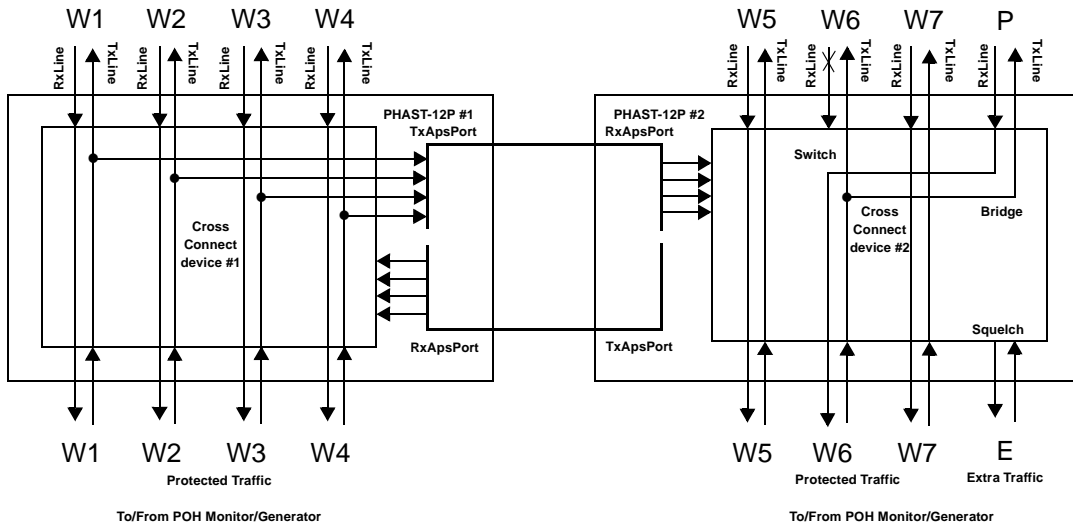 W1 W2 W3 W4
RxLine TxLine RxLine TxLine RxLine TxLine RxLine TxLine
PHAST-12P #1
TxApsPort
Cross
Connect
device #1
RxApsPort
W1 W2 W3 W4
Protected Traffic
To/From POH Monitor/Generator
W5 W6 W7 P
RxLine TxLine RxLine TxLine RxLine TxLine RxLine TxLine
PHAST-12P #2
RxApsPort
Switch
Cross
Connect
device #2
Bridge
Squelch
TxApsPort
W5 W6 W7 E
Protected Traffic Extra Traffic
To/From POH Monitor/Generator